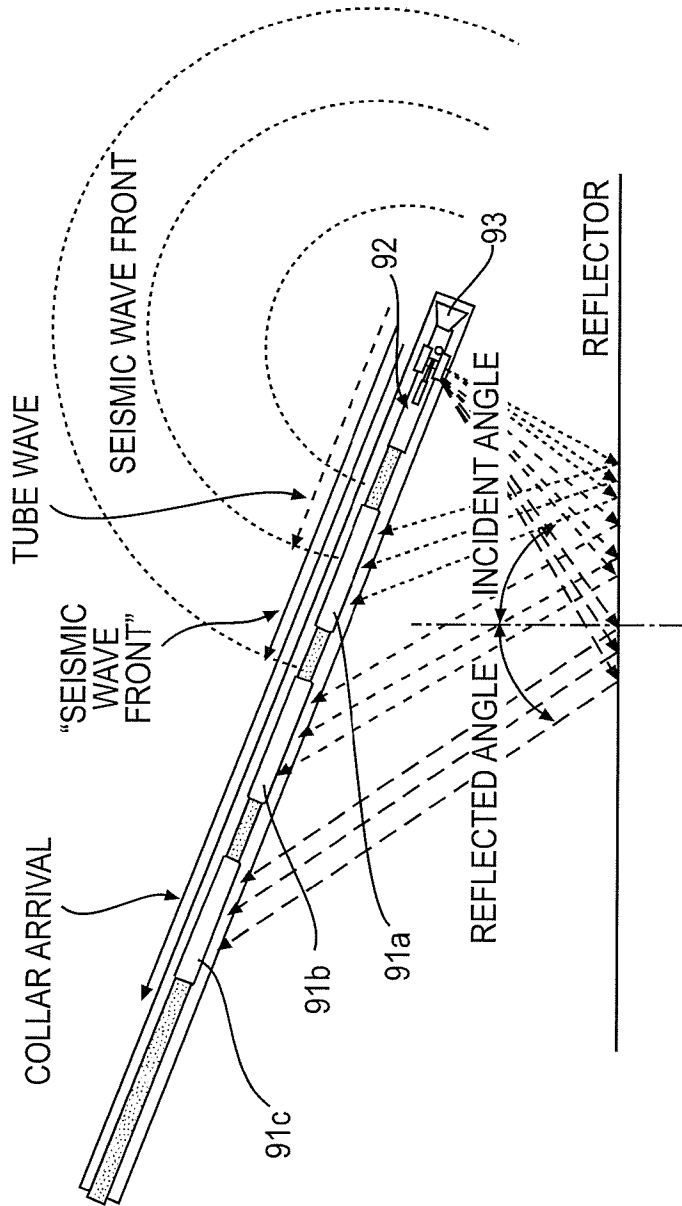 TUBE WAVE
SEISMIC WAVE FRONT
"SEISMIC
WAVE
FRONT"
COLLAR ARRIVAL
92
93
REFLECTED ANGLE
INCIDENT ANGLE
REFLECTOR
91a
91b
91c